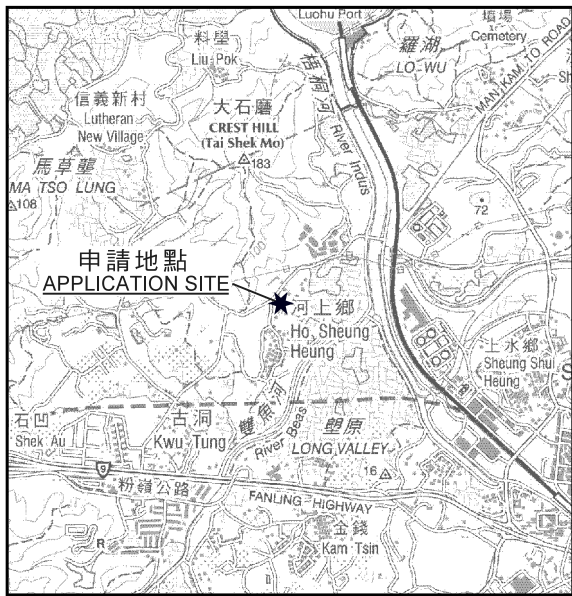 Luohu Port
墳場
Cemetery
料壆
Liu Pok
羅湖
LO WU
MAN KAM TO ROAD
梧桐河
River Indus
信義新村
Lutheran
New Village
大石磨
CREST HILL
(Tai Shek Mo)
183
馬草壟
MA TSO LUNG
108
72
申請地點
APPLICATION SITE
河上鄉
Ho Sheung
Heung
上水鄉
Sheung Shui
Heung
石凹
Shek Au
古洞
Kwu Tung
雙魚河
River Beas
塱原
LONG VALLEY
16
9
粉嶺公路
FANLING HIGHWAY
R
金錢
Kam Tsin